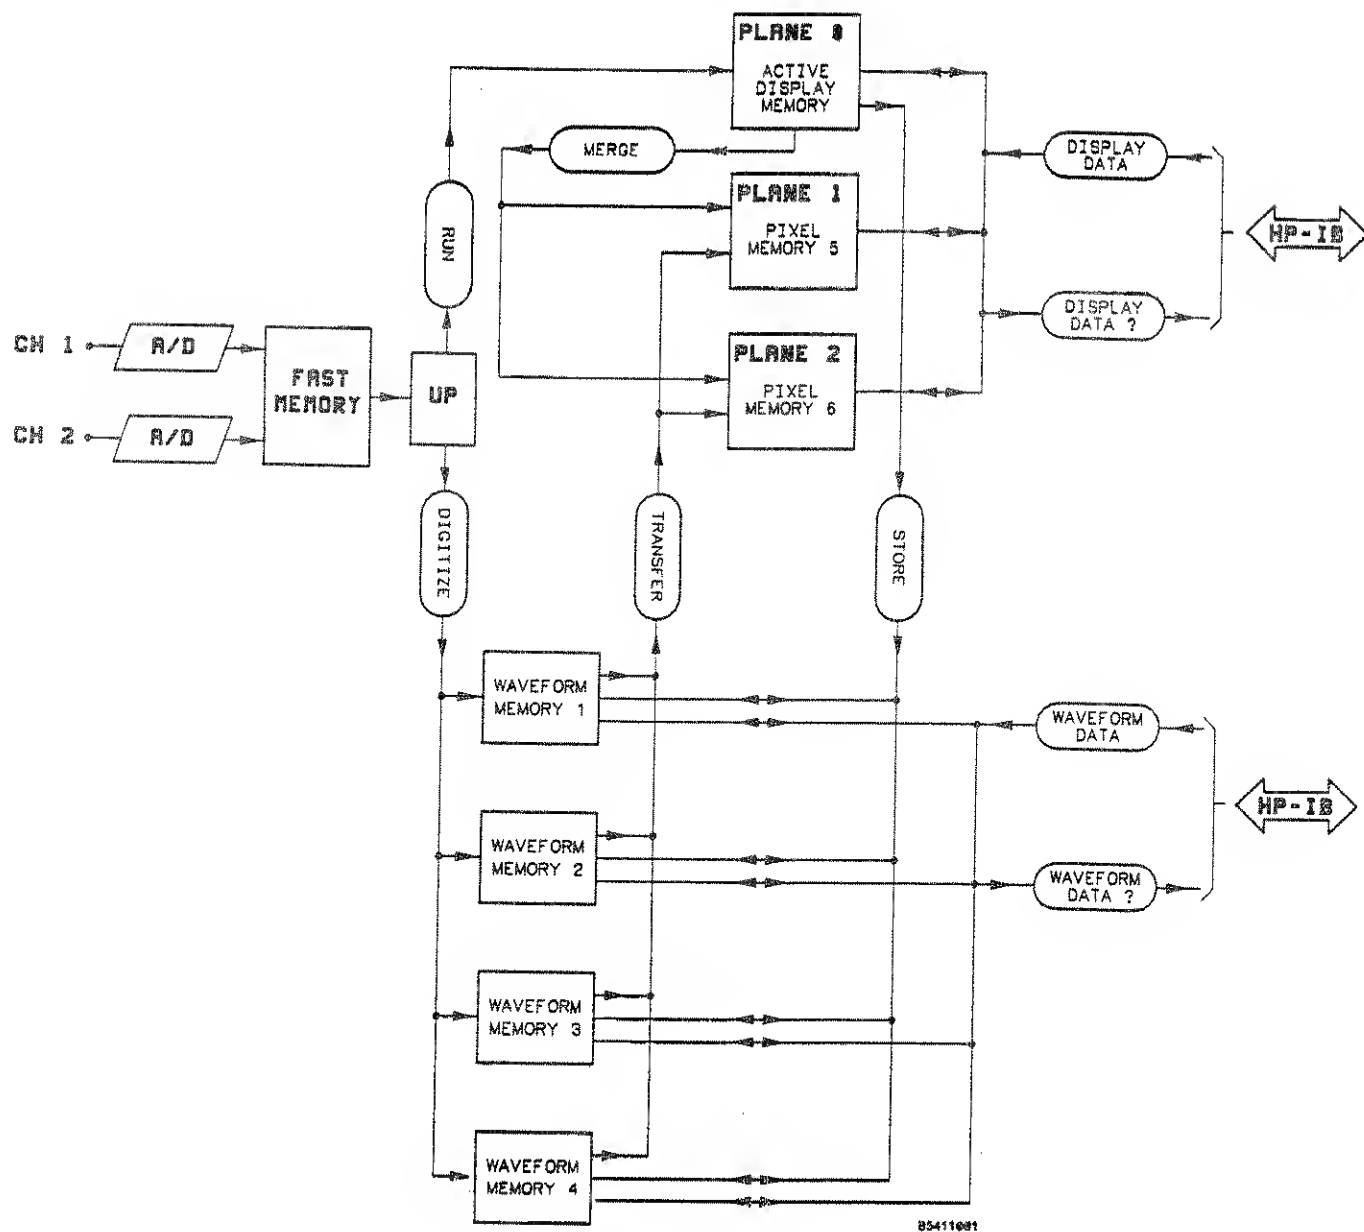 PLANE 0
ACTIVE
DISPLAY
MEMORY
MERGE
DISPLAY
DATA
RUN
PLANE 1
PIXEL
MEMORY 5
HP-IB
DISPLAY
DATA ?
CH 1
A/D
FAST
MEMORY
UP
PLANE 2
PIXEL
MEMORY 6
CH 2
A/D
DIGITIZE
TRANSFER
STORE
WAVEFORM
MEMORY 1
WAVEFORM
DATA
HP-IB
WAVEFORM
MEMORY 2
WAVEFORM
DATA ?
WAVEFORM
MEMORY 3
WAVEFORM
MEMORY 4